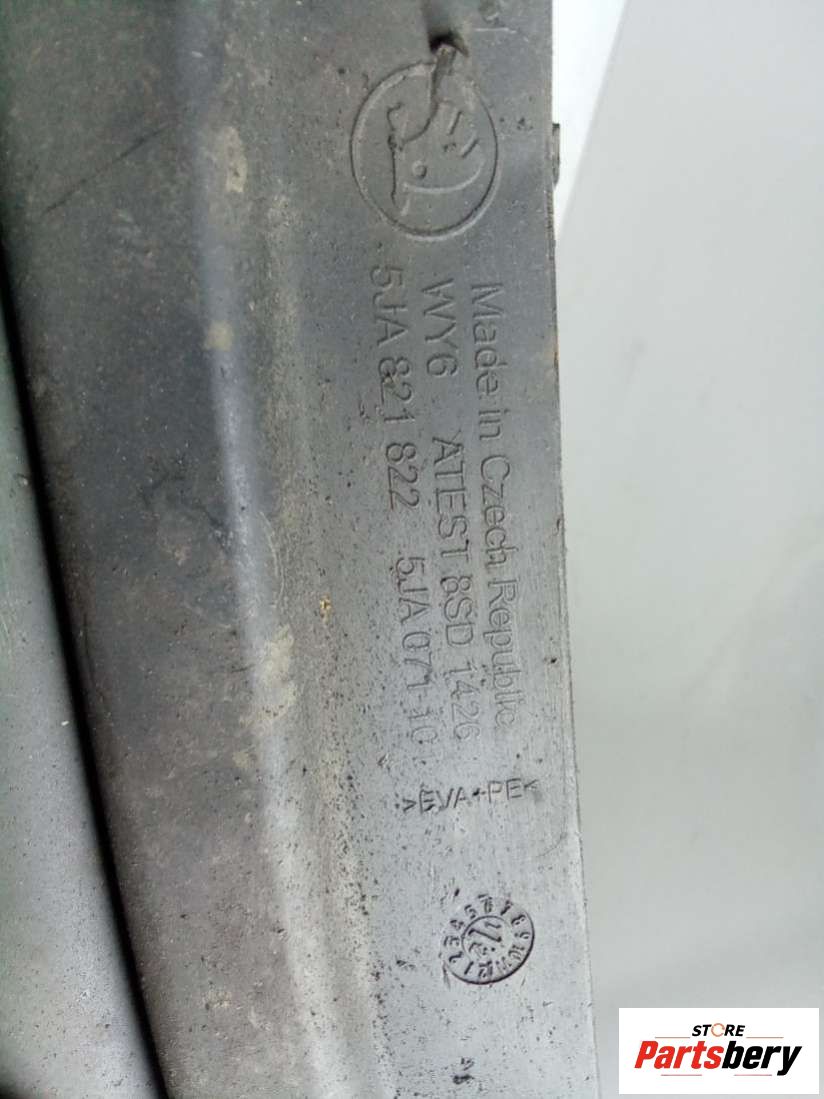 Made in Czech Republic
WY6 ATEST 8SD 1426
5JA 821 822 5JA 071 10
>EVA+PE<
STORE
Partsbery